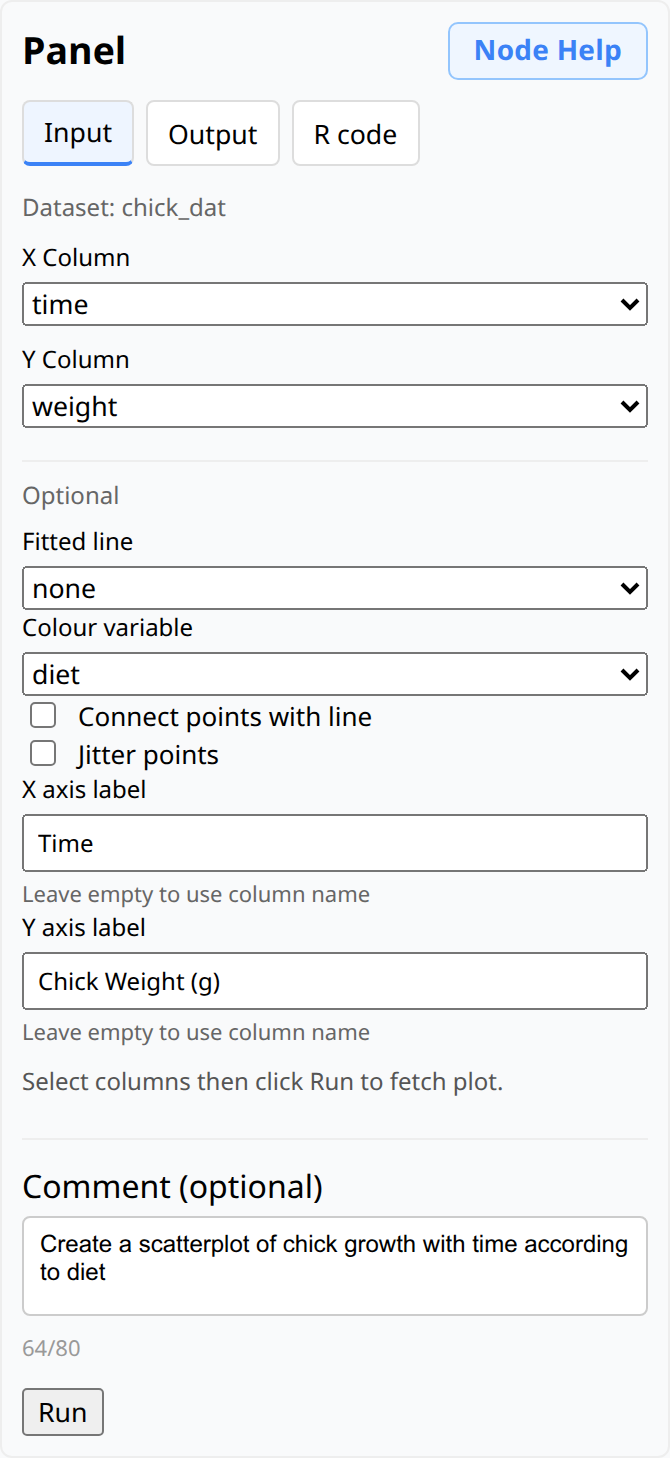 Panel
Node Help
Input
Output
R code
Dataset: chick_dat
X Column
time
Y Column
weight
Optional
Fitted line
none
Colour variable
diet
Connect points with line
Jitter points
X axis label
Time
Leave empty to use column name
Y axis label
Chick Weight (g)
Leave empty to use column name
Select columns then click Run to fetch plot.
Comment (optional)
Create a scatterplot of chick growth with time according
to diet
64/80
Run